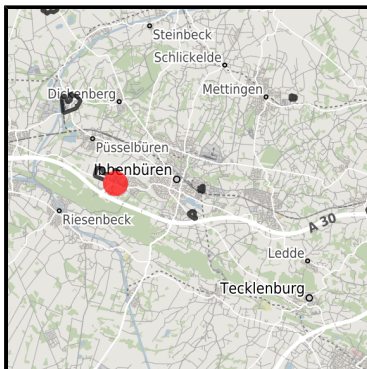 Steinbeck
Schlickelde
Mettingen
Dickenberg
Püsselbüren
Ibbenbüren
Riesenbeck
A 30
Ledde
Tecklenburg